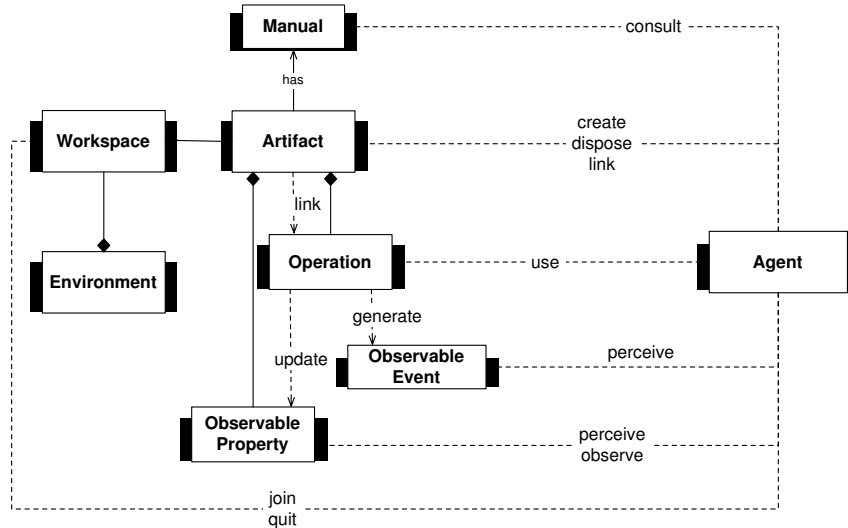 Manual
consult
has
Workspace
Artifact
create
dispose
link
link
Environment
Operation
use
Agent
generate
update
Observable
Event
perceive
Observable
Property
perceive
observe
join
quit